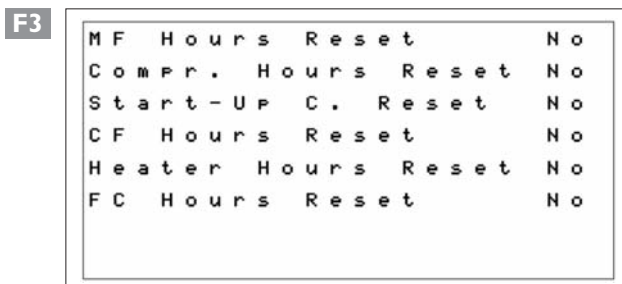 F3
MF Hours Reset No
Compr. Hours Reset No
Start-Up C. Reset No
CF Hours Reset No
Heater Hours Reset No
FC Hours Reset No